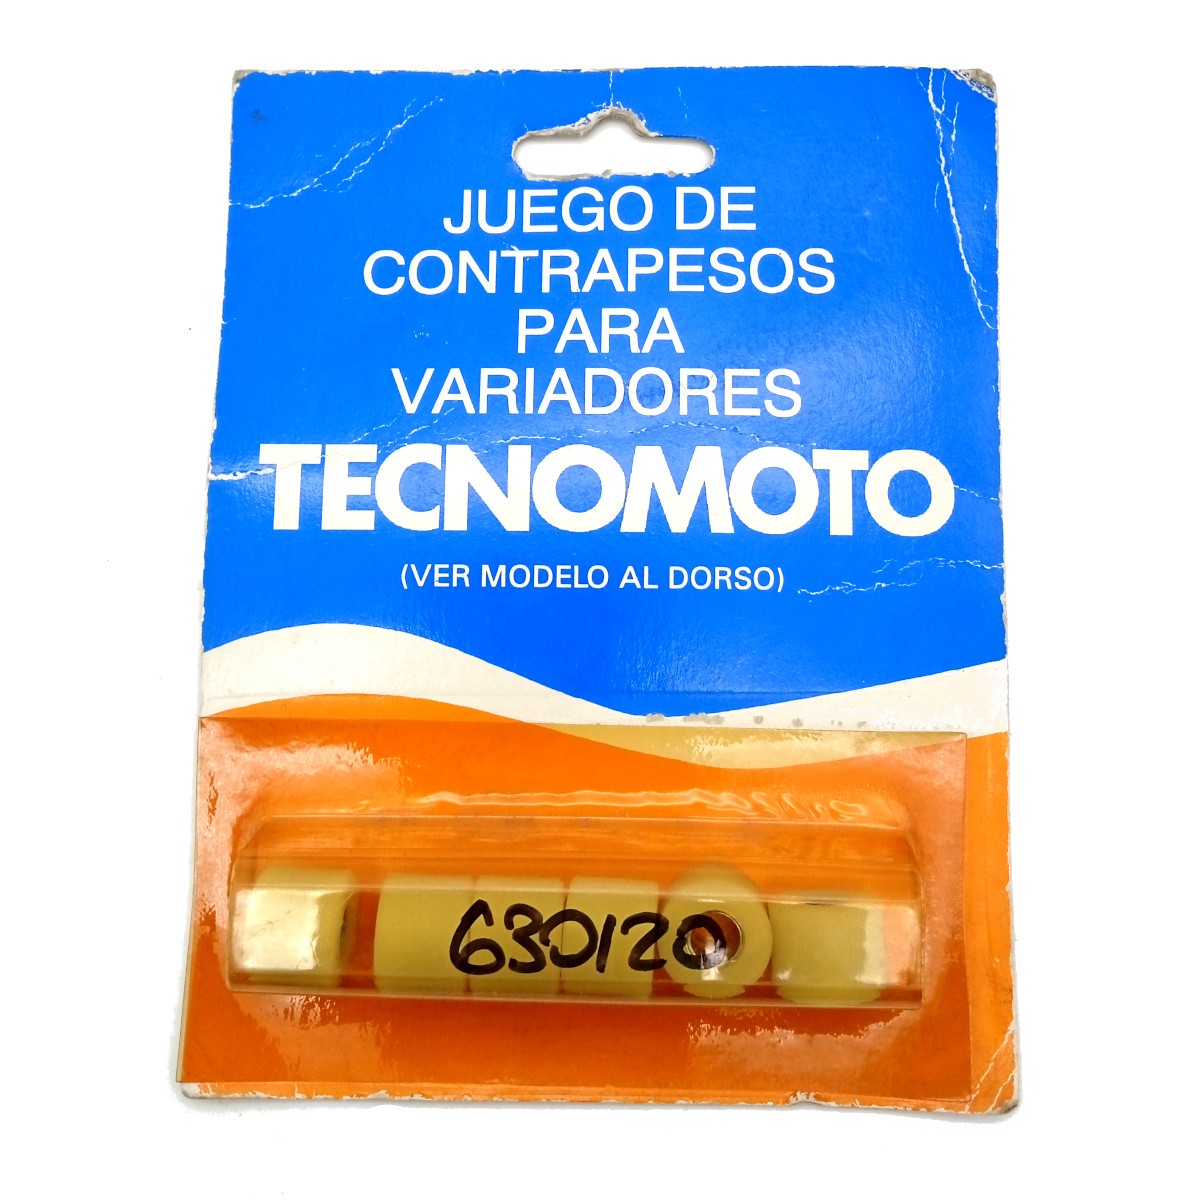 JUEGO DE
CONTRAPESOS
PARA
VARIADORES
TECNOMOTO
(VER MODELO AL DORSO)
630120